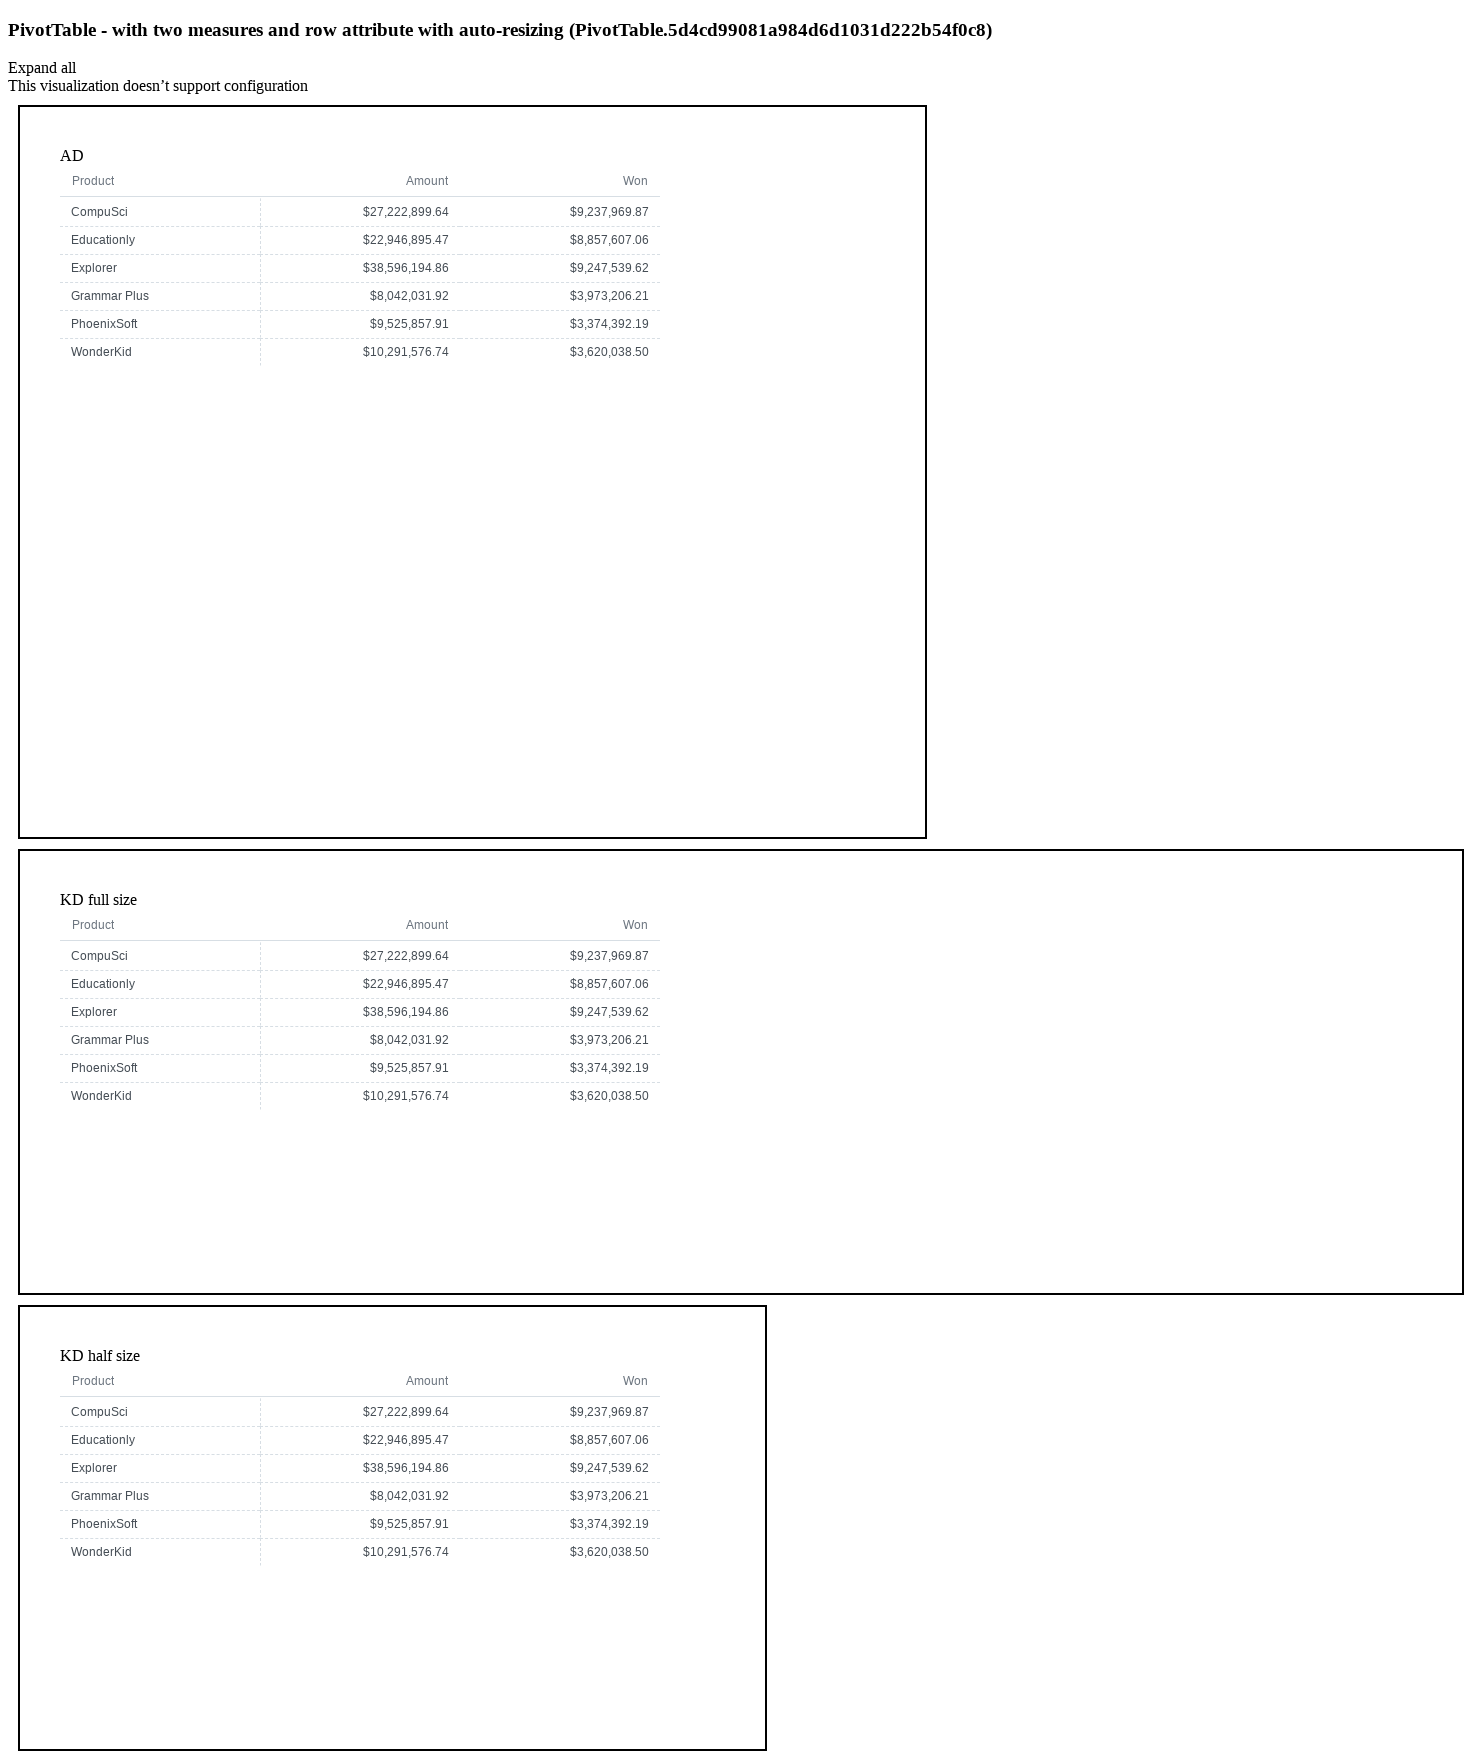 PivotTable - with two measures and row attribute with auto-resizing (PivotTable.5d4cd99081a984d6d1031d222b54f0c8)
Expand all
This visualization doesn’t support configuration
AD
Product Amount Won
CompuSci $27,222,899.64 $9,237,969.87
Educationly $22,946,895.47 $8,857,607.06
Explorer $38,596,194.86 $9,247,539.62
Grammar Plus $8,042,031.92 $3,973,206.21
PhoenixSoft $9,525,857.91 $3,374,392.19
WonderKid $10,291,576.74 $3,620,038.50
KD full size
Product Amount Won
CompuSci $27,222,899.64 $9,237,969.87
Educationly $22,946,895.47 $8,857,607.06
Explorer $38,596,194.86 $9,247,539.62
Grammar Plus $8,042,031.92 $3,973,206.21
PhoenixSoft $9,525,857.91 $3,374,392.19
WonderKid $10,291,576.74 $3,620,038.50
KD half size
Product Amount Won
CompuSci $27,222,899.64 $9,237,969.87
Educationly $22,946,895.47 $8,857,607.06
Explorer $38,596,194.86 $9,247,539.62
Grammar Plus $8,042,031.92 $3,973,206.21
PhoenixSoft $9,525,857.91 $3,374,392.19
WonderKid $10,291,576.74 $3,620,038.50